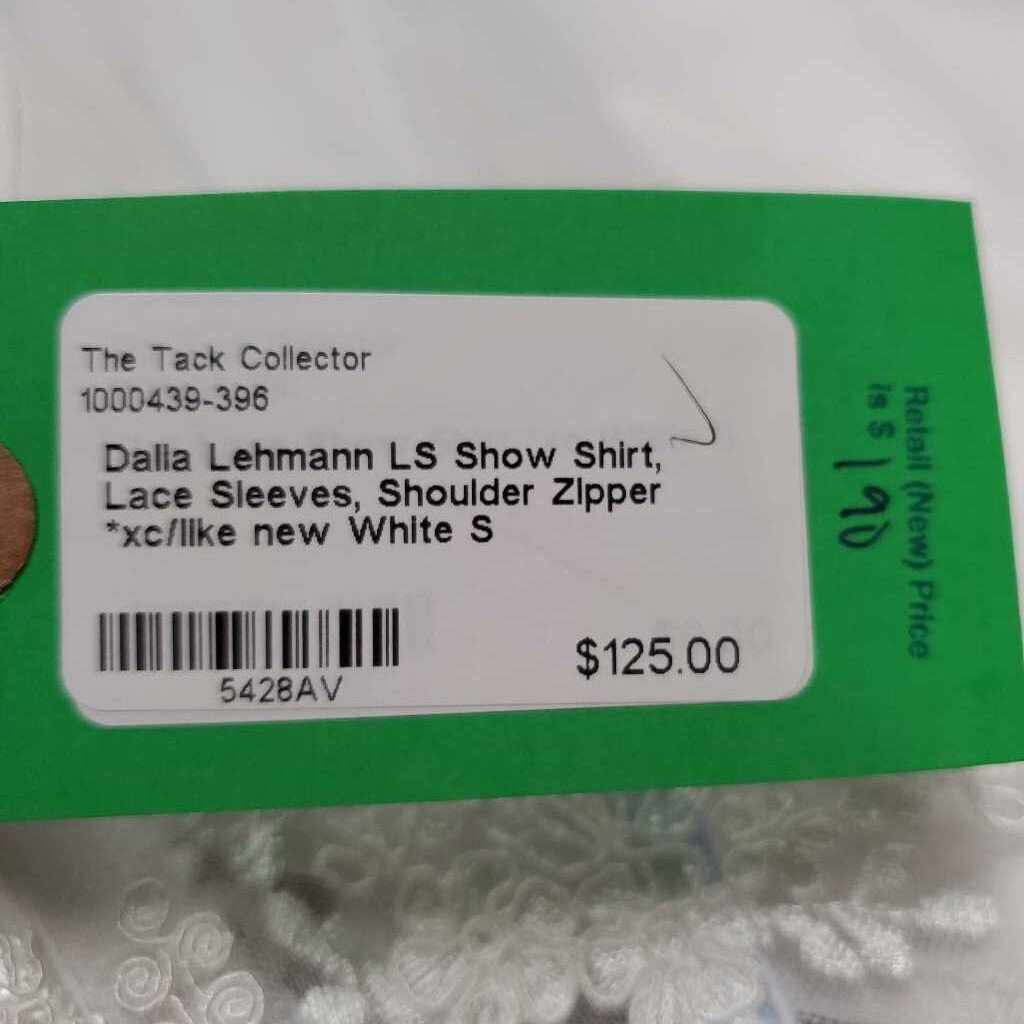 The Tack Collector
1000439-396
Dalia Lehmann LS Show Shirt,
Lace Sleeves, Shoulder Zipper
*xc/like new White S
5428AV
$125.00
Retail (New) Price
is $ 190